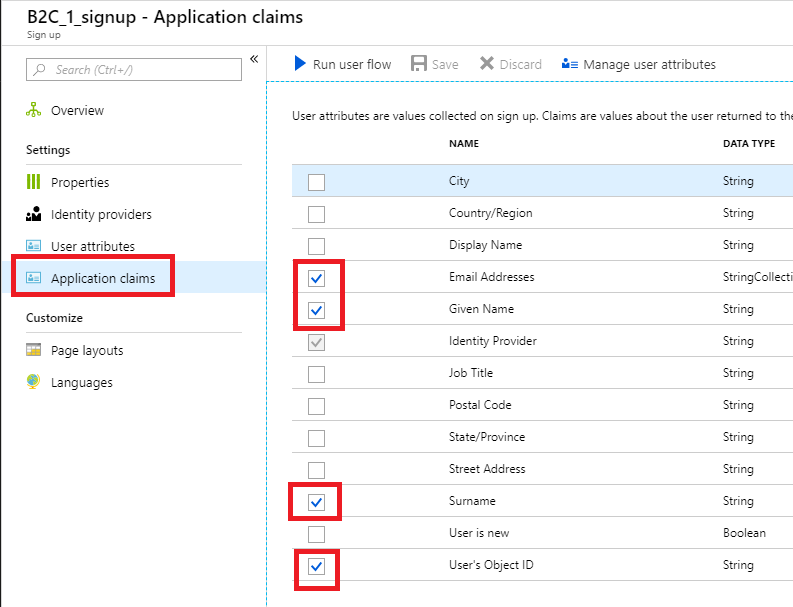 B2C_1_signup - Application claims
Sign up
«
Search (Ctrl+/)
Run user flow Save Discard Manage user attributes
Overview
Settings
Properties
Identity providers
User attributes
Application claims
Customize
Page layouts
Languages
User attributes are values collected on sign up. Claims are values about the user returned to the
NAME DATA TYPE
City String
Country/Region String
Display Name String
Email Addresses StringCollecti
Given Name String
Identity Provider String
Job Title String
Postal Code String
State/Province String
Street Address String
Surname String
User is new Boolean
User's Object ID String